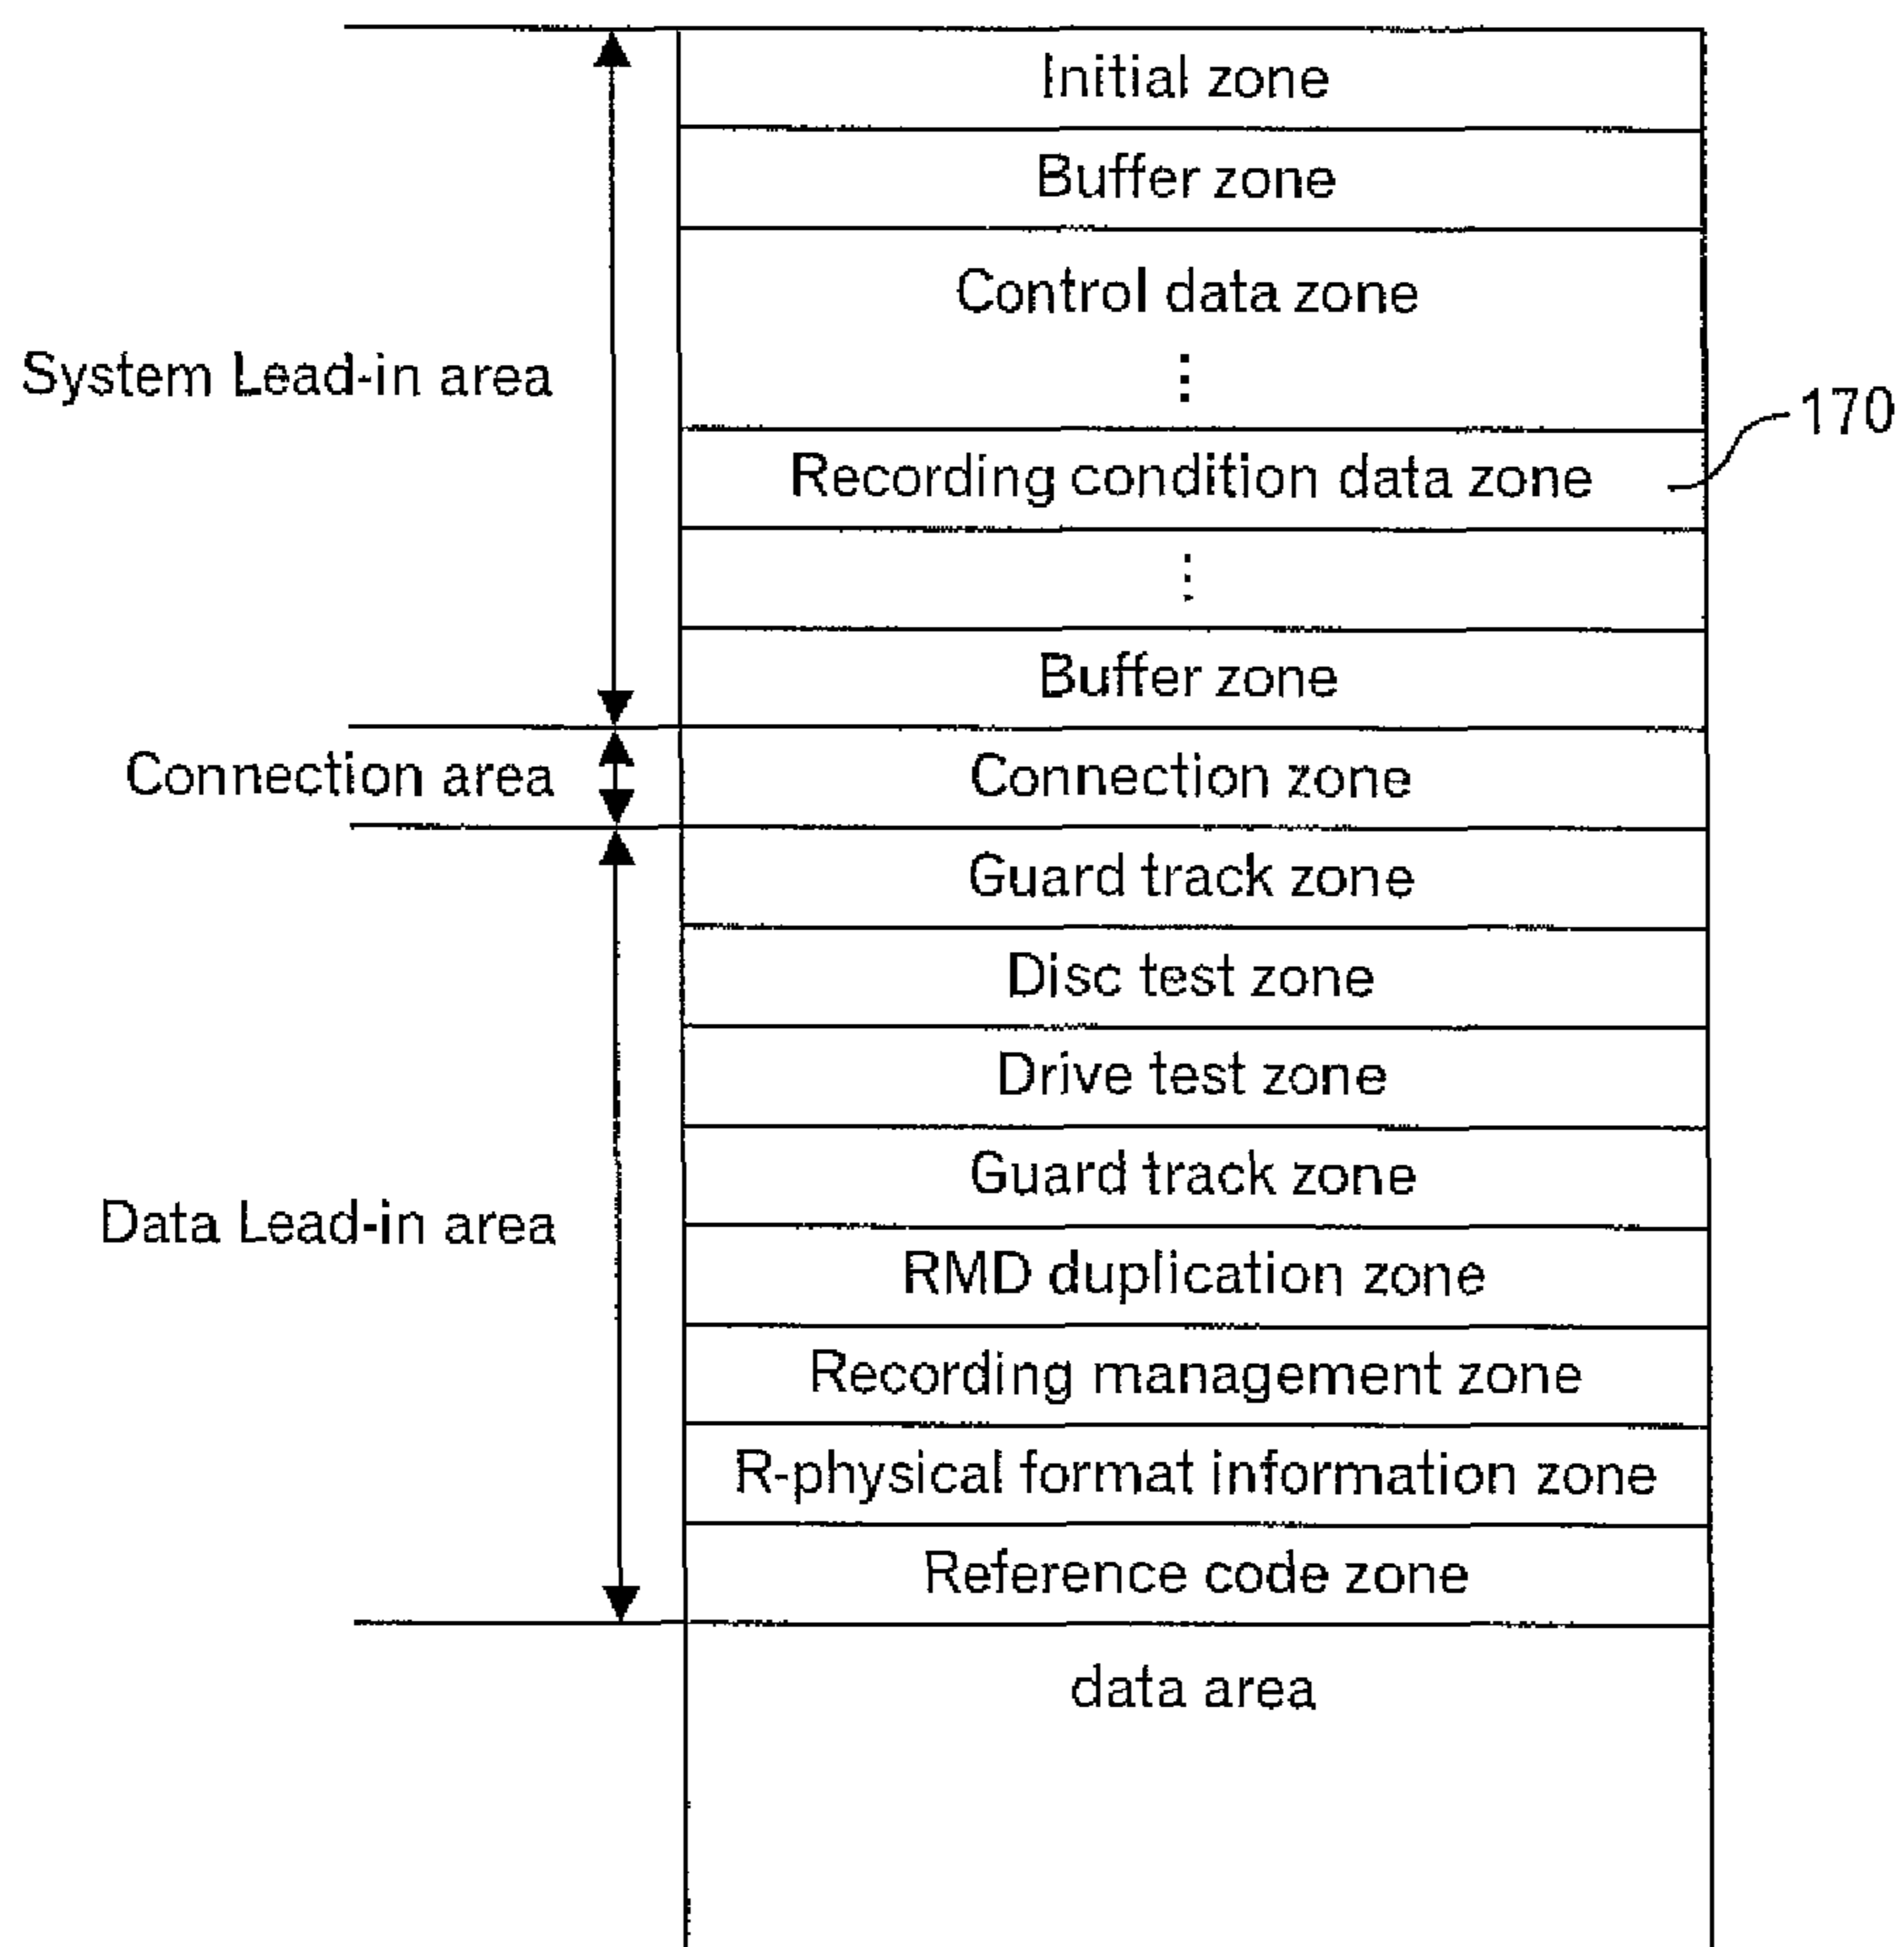 Initial zone
Buffer zone
Control data zone
System Lead-in area
170
Recording condition data zone
Buffer zone
Connection area
Connection zone
Guard track zone
Disc test zone
Drive test zone
Guard track zone
Data Lead-in area
RMD duplication zone
Recording management zone
R-physical format information zone
Reference code zone
data area